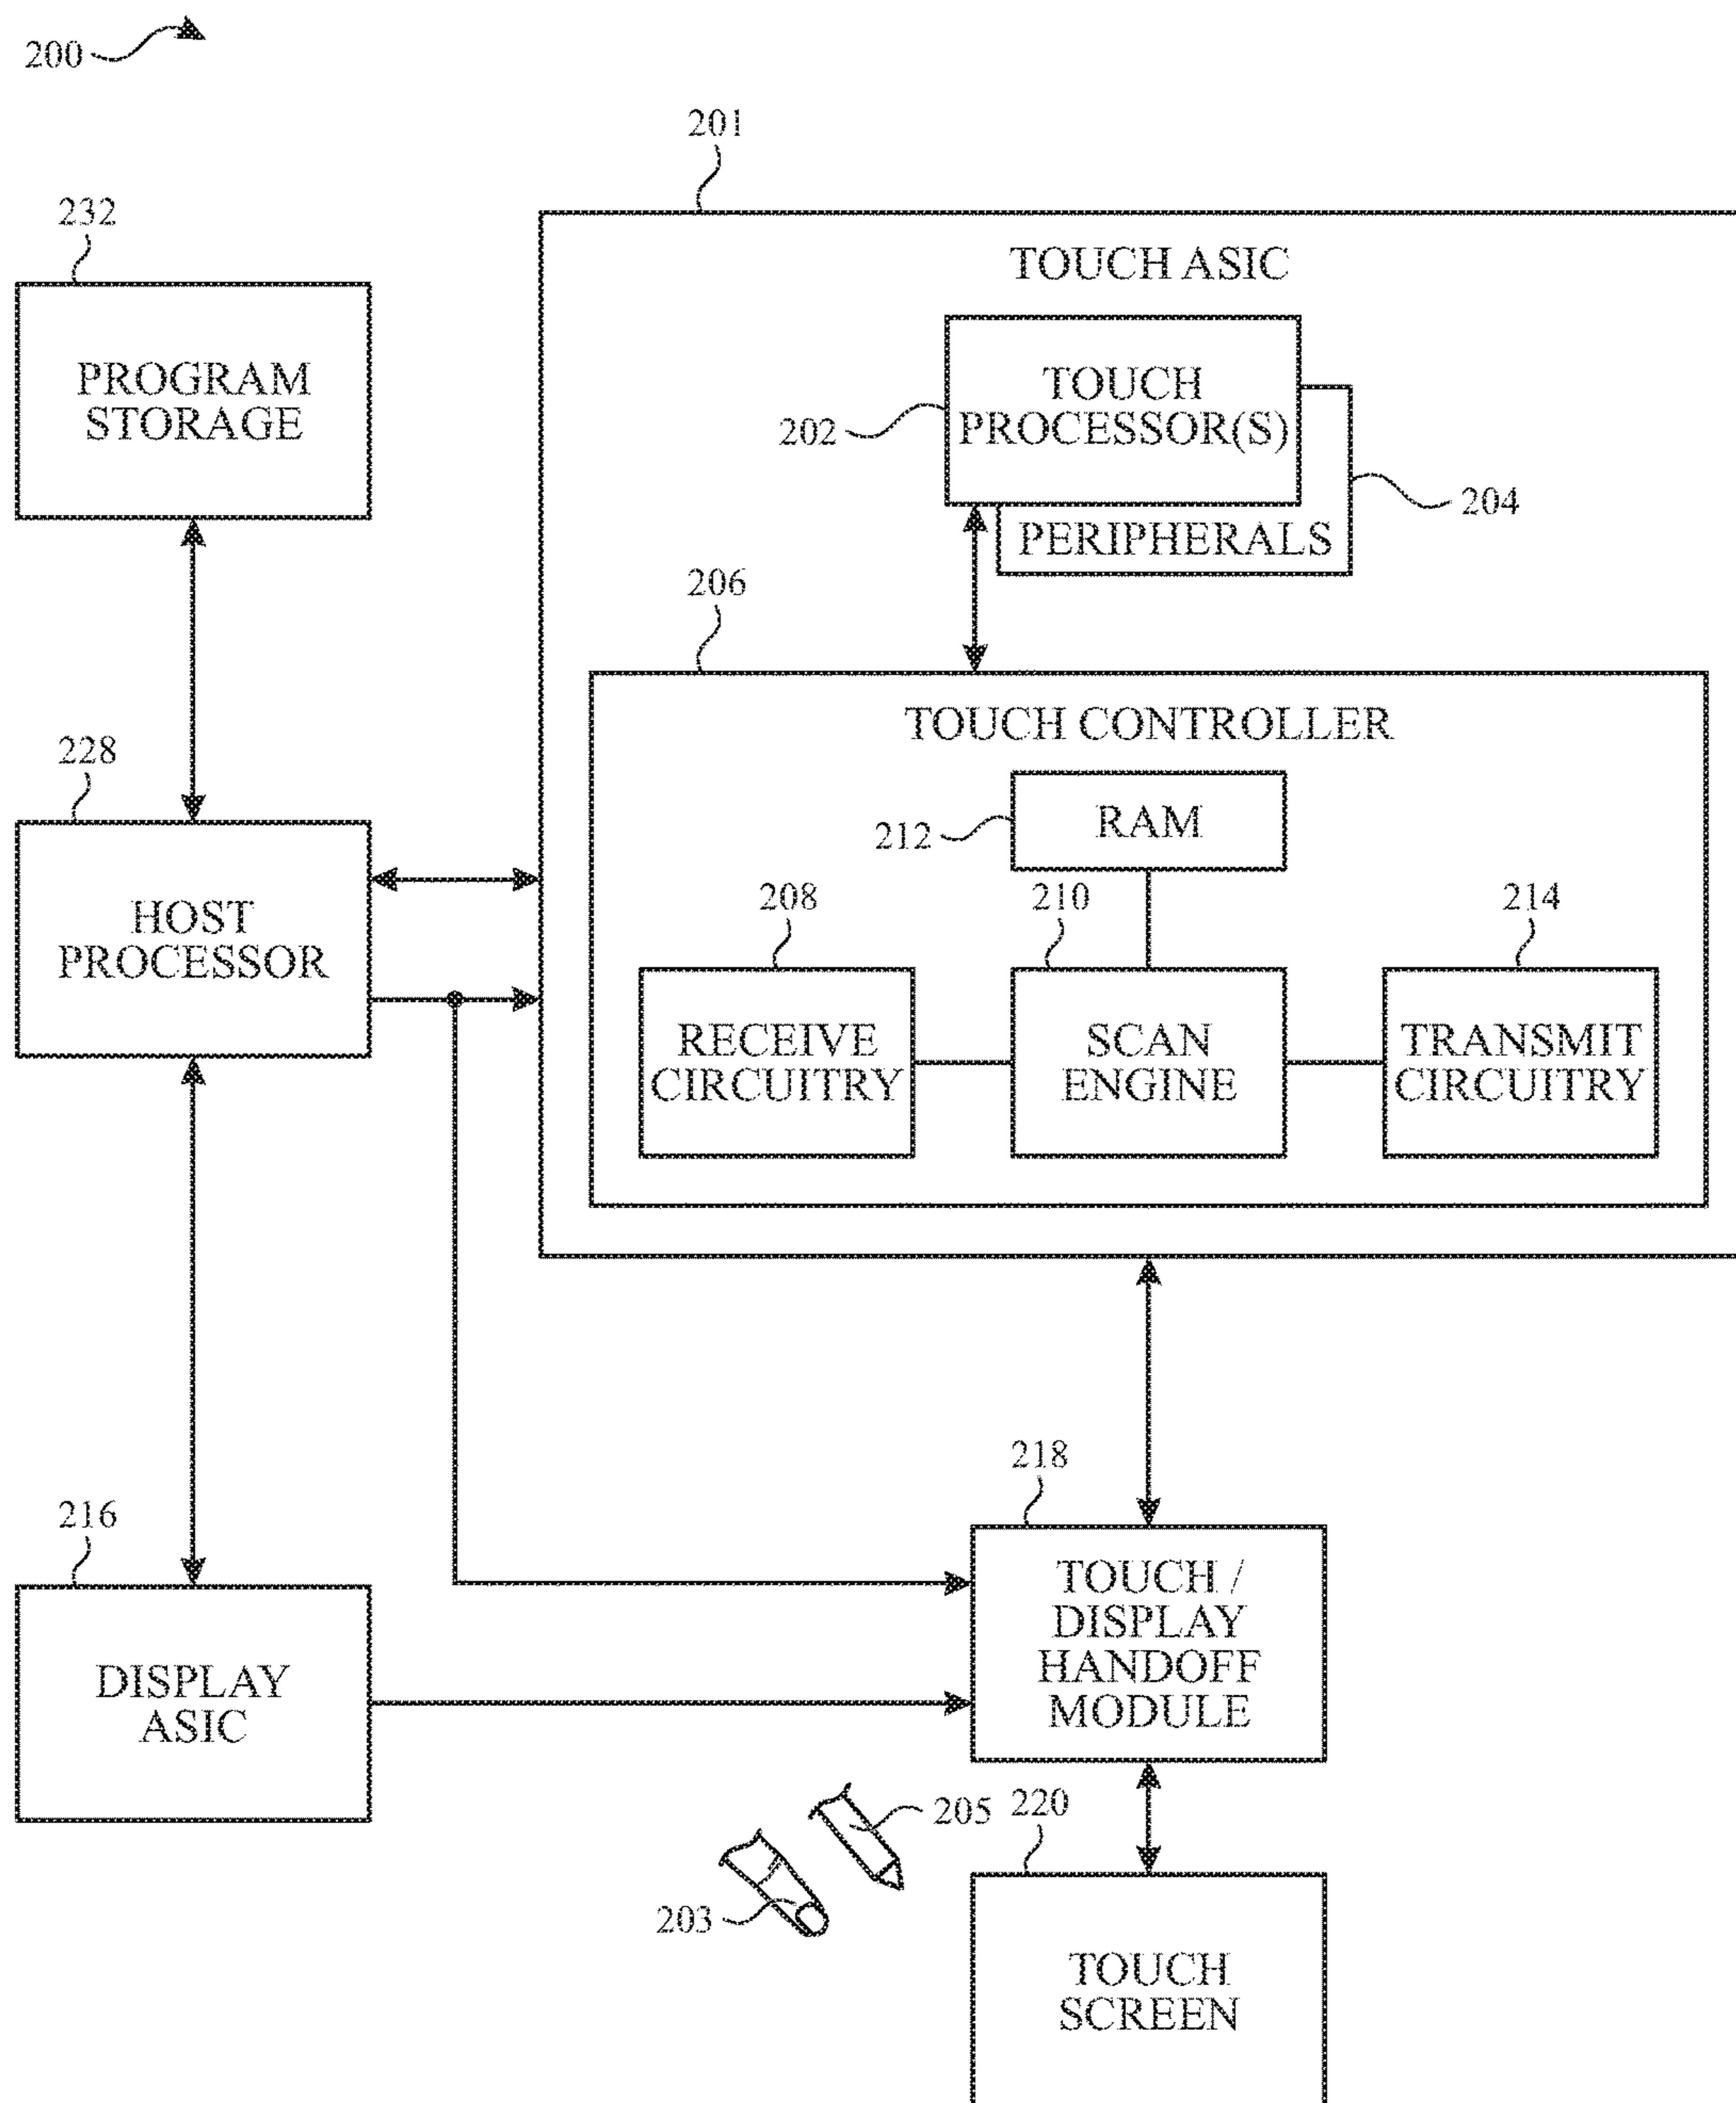 200
201
232
TOUCH ASIC
PROGRAM
STORAGE
TOUCH
PROCESSOR(S)
202
204
PERIPHERALS
206
TOUCH CONTROLLER
228
RAM
212
HOST
PROCESSOR
208
210
214
RECEIVE
CIRCUITRY
SCAN
ENGINE
TRANSMIT
CIRCUITRY
218
216
TOUCH /
DISPLAY
HANDOFF
MODULE
DISPLAY
ASIC
205
220
203
TOUCH
SCREEN